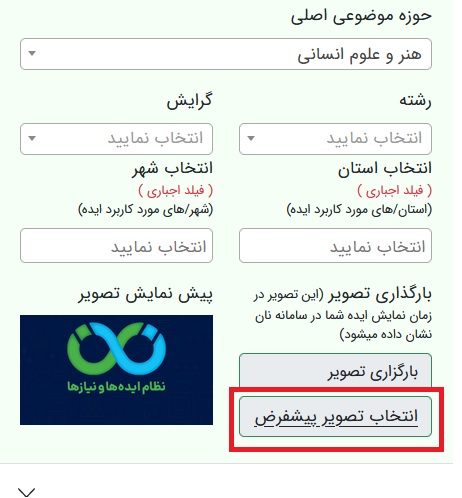 حوزه موضوعی اصلی
هنر و علوم انسانی
رشته
گرایش
انتخاب نمایید
انتخاب نمایید
انتخاب استان
انتخاب شهر
( فیلد اجباری )
( فیلد اجباری )
(استان/های مورد کاربرد ایده)
(شهر/های مورد کاربرد ایده)
انتخاب نمایید
انتخاب نمایید
بارگذاری تصویر (این تصویر در
زمان نمایش ایده شما در سامانه نان
نشان داده میشود)
پیش نمایش تصویر
نظام ایده‌ها و نیازها
بارگزاری تصویر
انتخاب تصویر پیشفرض